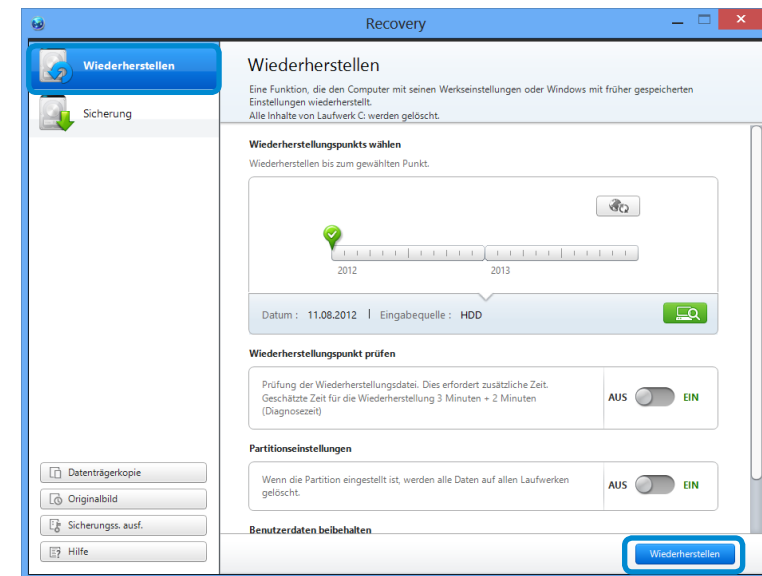 Recovery
Wiederherstellen
Sicherung
Datenträgerkopie
Originalbild
Sicherungss. ausf.
Hilfe
Wiederherstellen
Eine Funktion, die den Computer mit seinen Werkseinstellungen oder Windows mit früher gespeicherten
Einstellungen wiederherstellt.
Alle Inhalte von Laufwerk C: werden gelöscht.
Wiederherstellungspunkts wählen
Wiederherstellen bis zum gewählten Punkt.
2012 2013
Datum : 11.08.2012 | Eingabequelle : HDD
Wiederherstellungspunkt prüfen
Prüfung der Wiederherstellungsdatei. Dies erfordert zusätzliche Zeit.
Geschätzte Zeit für die Wiederherstellung 3 Minuten + 2 Minuten
(Diagnosezeit)
AUS EIN
Partitionseinstellungen
Wenn die Partition eingestellt ist, werden alle Daten auf allen Laufwerken
gelöscht.
AUS EIN
Benutzerdaten beibehalten
Wiederherstellen